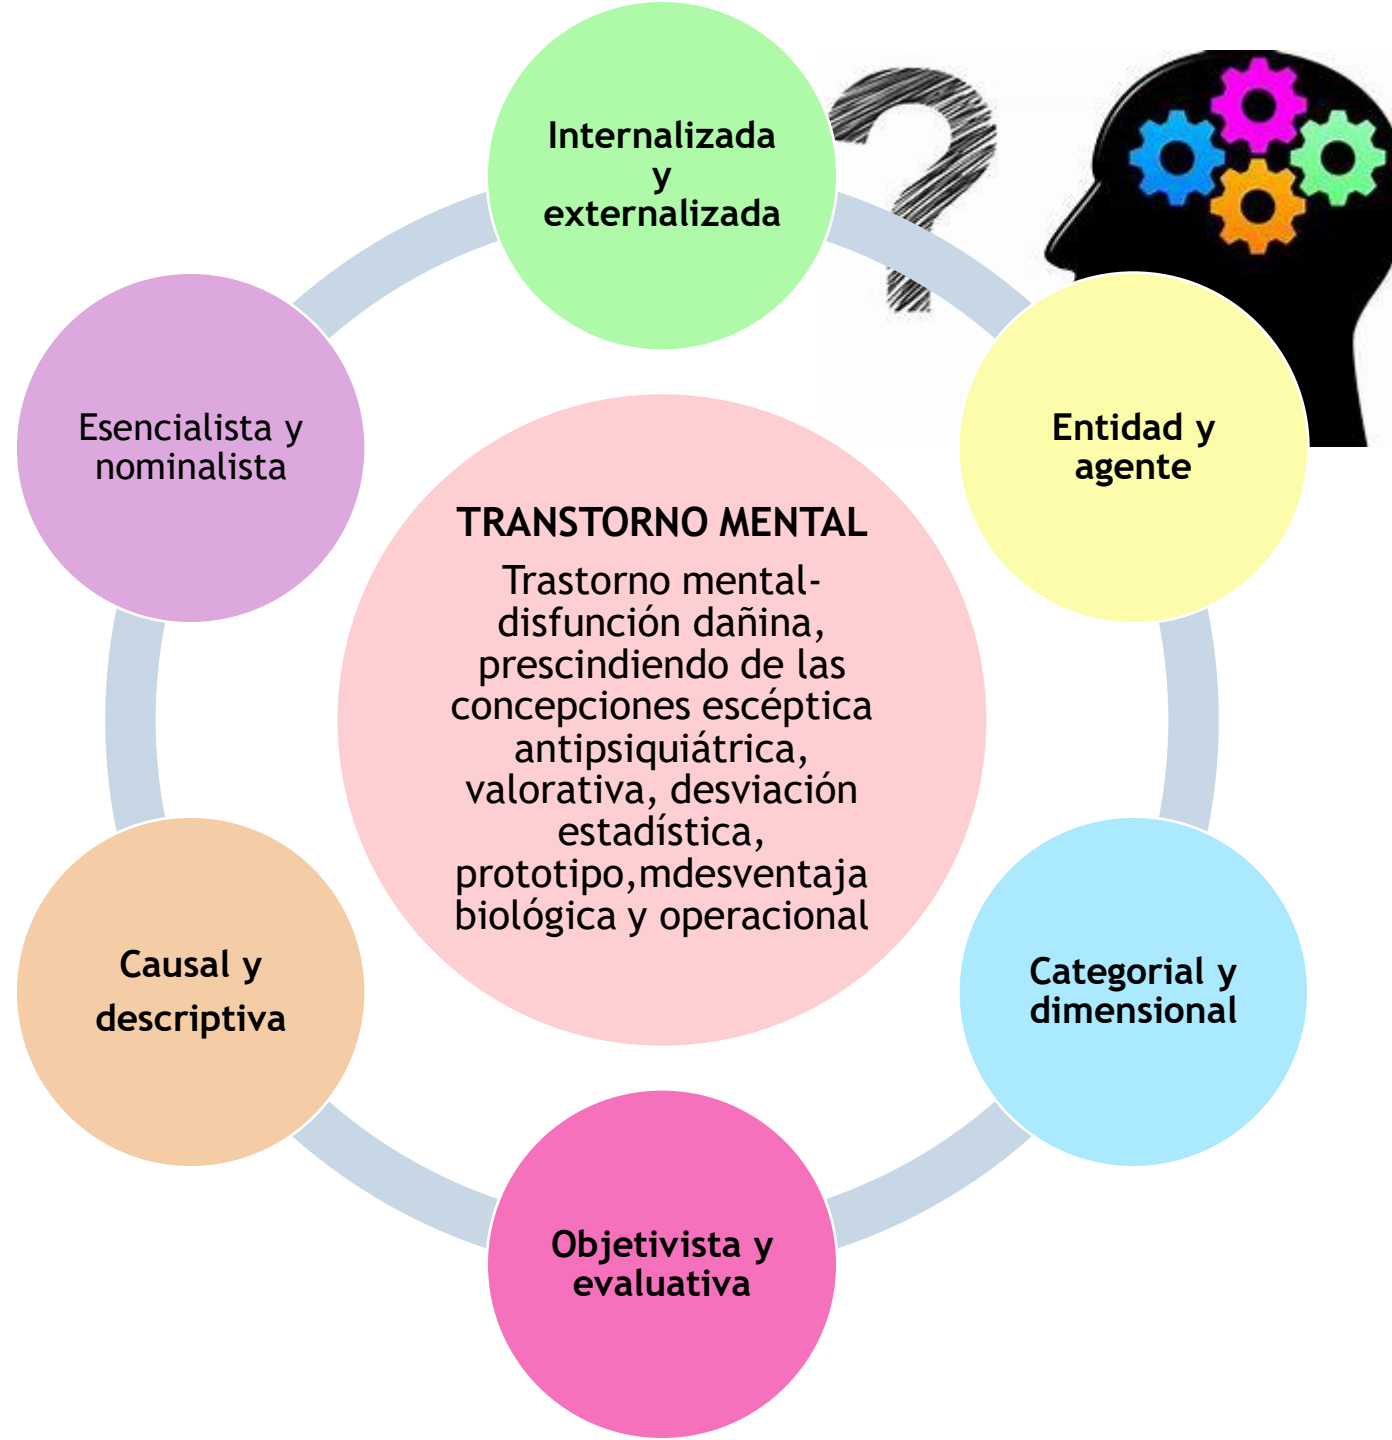 Internalizada
y
externalizada
Entidad y
agente
Categorial y
dimensional
Objetivista y
evaluativa
Causal y
descriptiva
Esencialista y
nominalista
TRANSTORNO MENTAL
Trastorno mental-
disfunción dañina,
prescindiendo de las
concepciones escéptica
antipsiquiátrica,
valorativa, desviación
estadística,
prototipo,mdesventaja
biológica y operacional
?